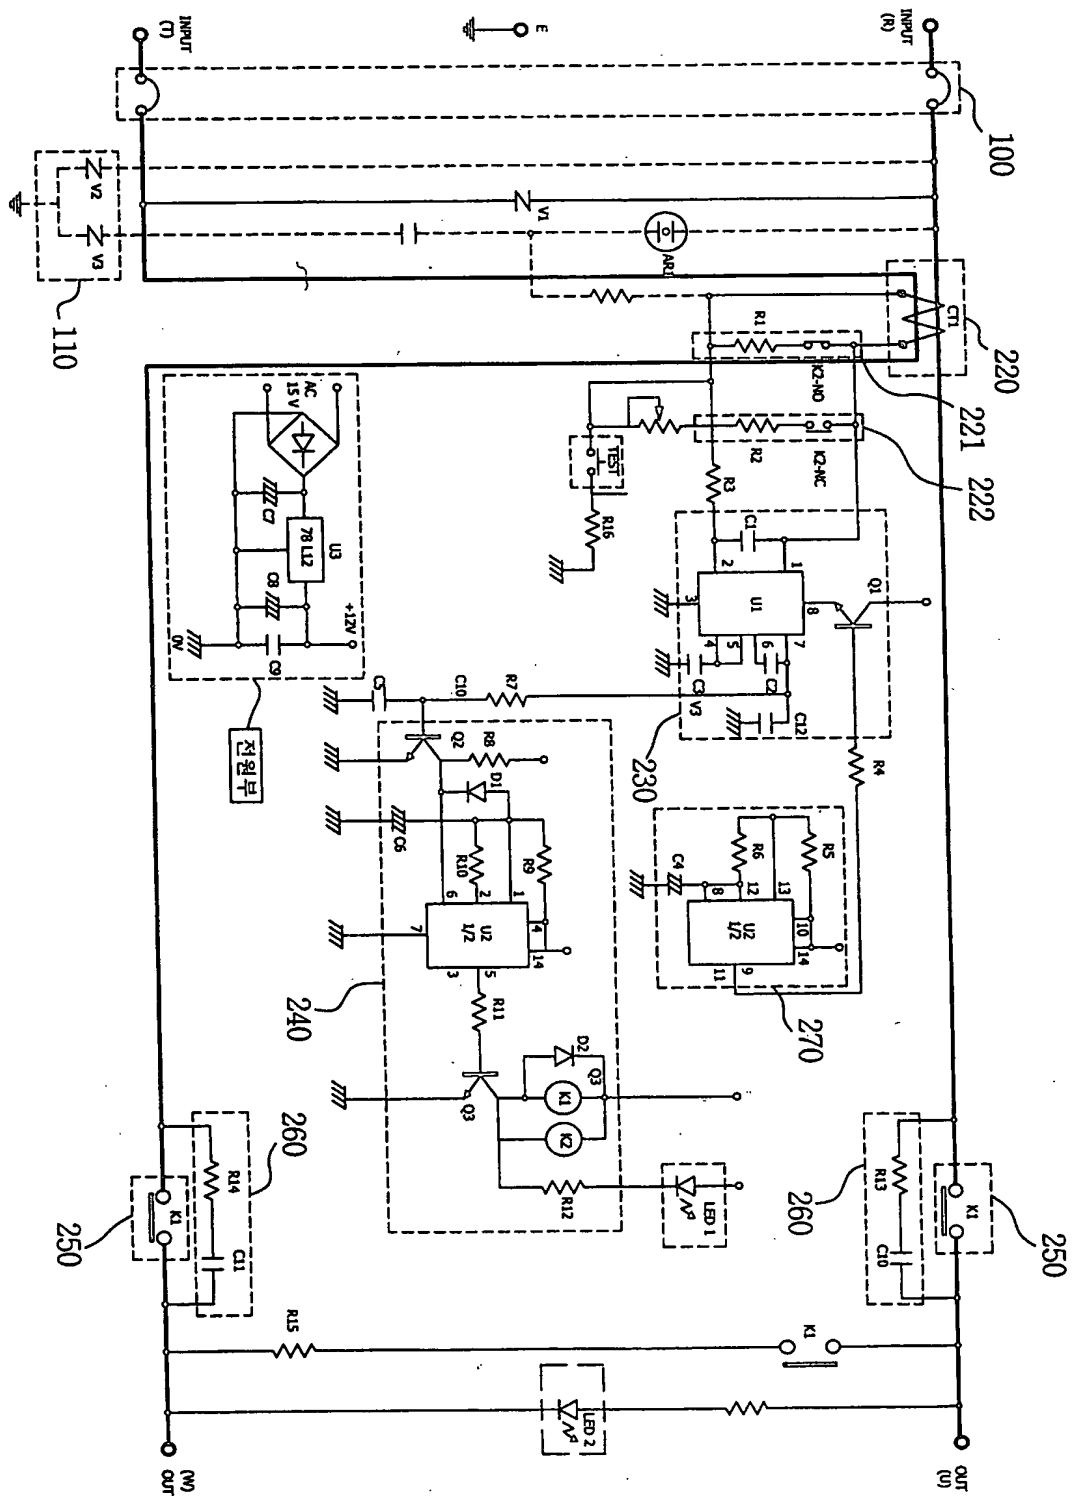 INPUT
(R)
100
E
INPUT
(T)
V1
V2
V3
110
AR1
CT1
220
R1
K2-NO
221
R2
K2-NC
222
TEST
R3
R16
C1
1
2
U1
3
8
7
6
5
4
Q1
C2
C3
V3
C12
230
R4
AC
15 V
C7
U3
78 L12
C8
C9
+12V
0V
전원부
C5
C10
R7
Q2
R8
D1
C6
R10
R9
6
2
1
U2
1/2
4
14
7
3
5
R11
240
D2
Q3
K1
K2
Q3
R12
LED 1
R5
R6
C4
13
12
8
U2
1/2
10
14
9
11
270
R13
C10
260
K1
250
R14
C11
260
K1
250
R15
K1
LED 2
OUT
(U)
(W)
OUT